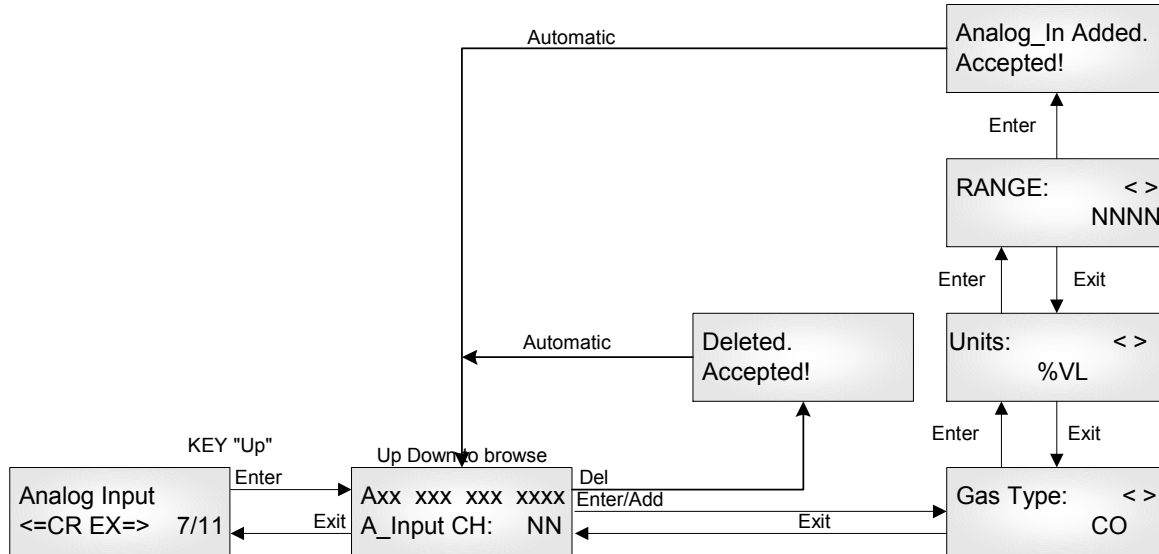 Automatic
Analog_In Added.
Accepted!
Enter
RANGE: < >
NNNN
Enter Exit
Automatic
Deleted.
Accepted!
Units: < >
%VL
Enter Exit
KEY "Up"
Up Down to browse
Analog Input
<=CR EX=> 7/11
Enter
Exit
Axx xxx xxx xxxx
A_Input CH: NN
Del
Enter/Add
Exit
Gas Type: < >
CO